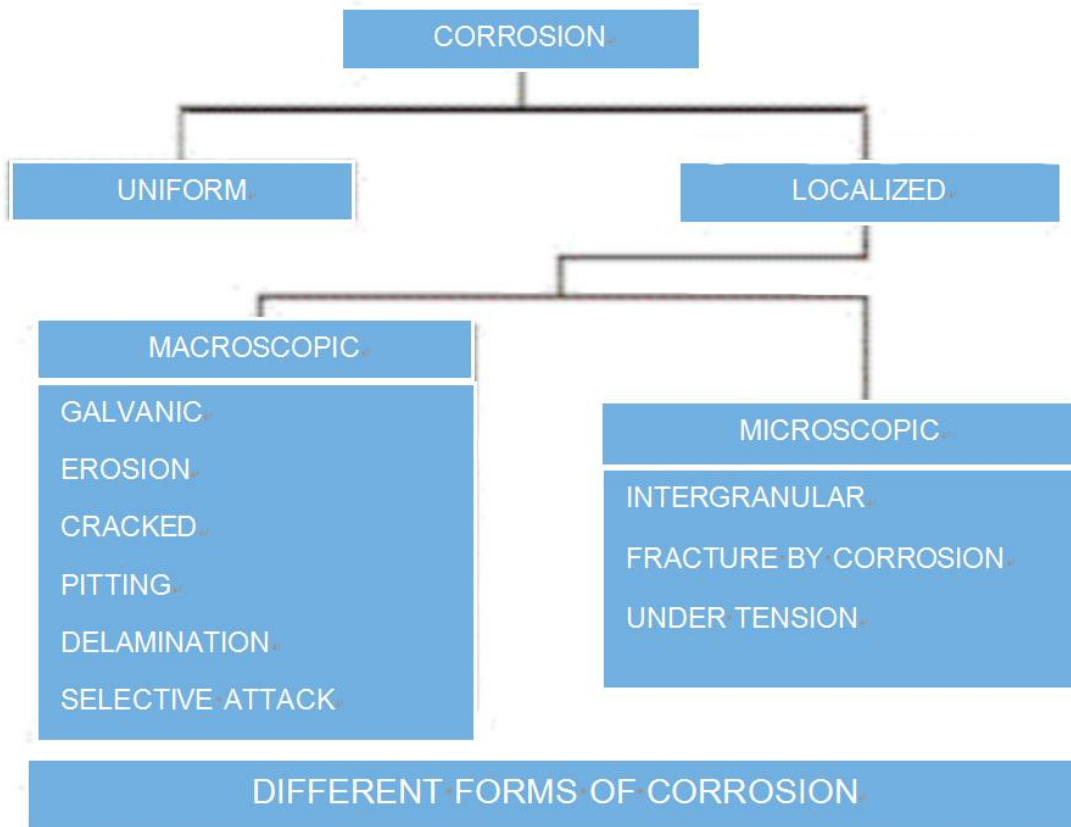 CORROSION
UNIFORM
LOCALIZED
MACROSCOPIC
GALVANIC
EROSION
CRACKED
PITTING
DELAMINATION
SELECTIVE ATTACK
MICROSCOPIC
INTERGRANULAR
FRACTURE BY CORROSION
UNDER TENSION
DIFFERENT FORMS OF CORROSION